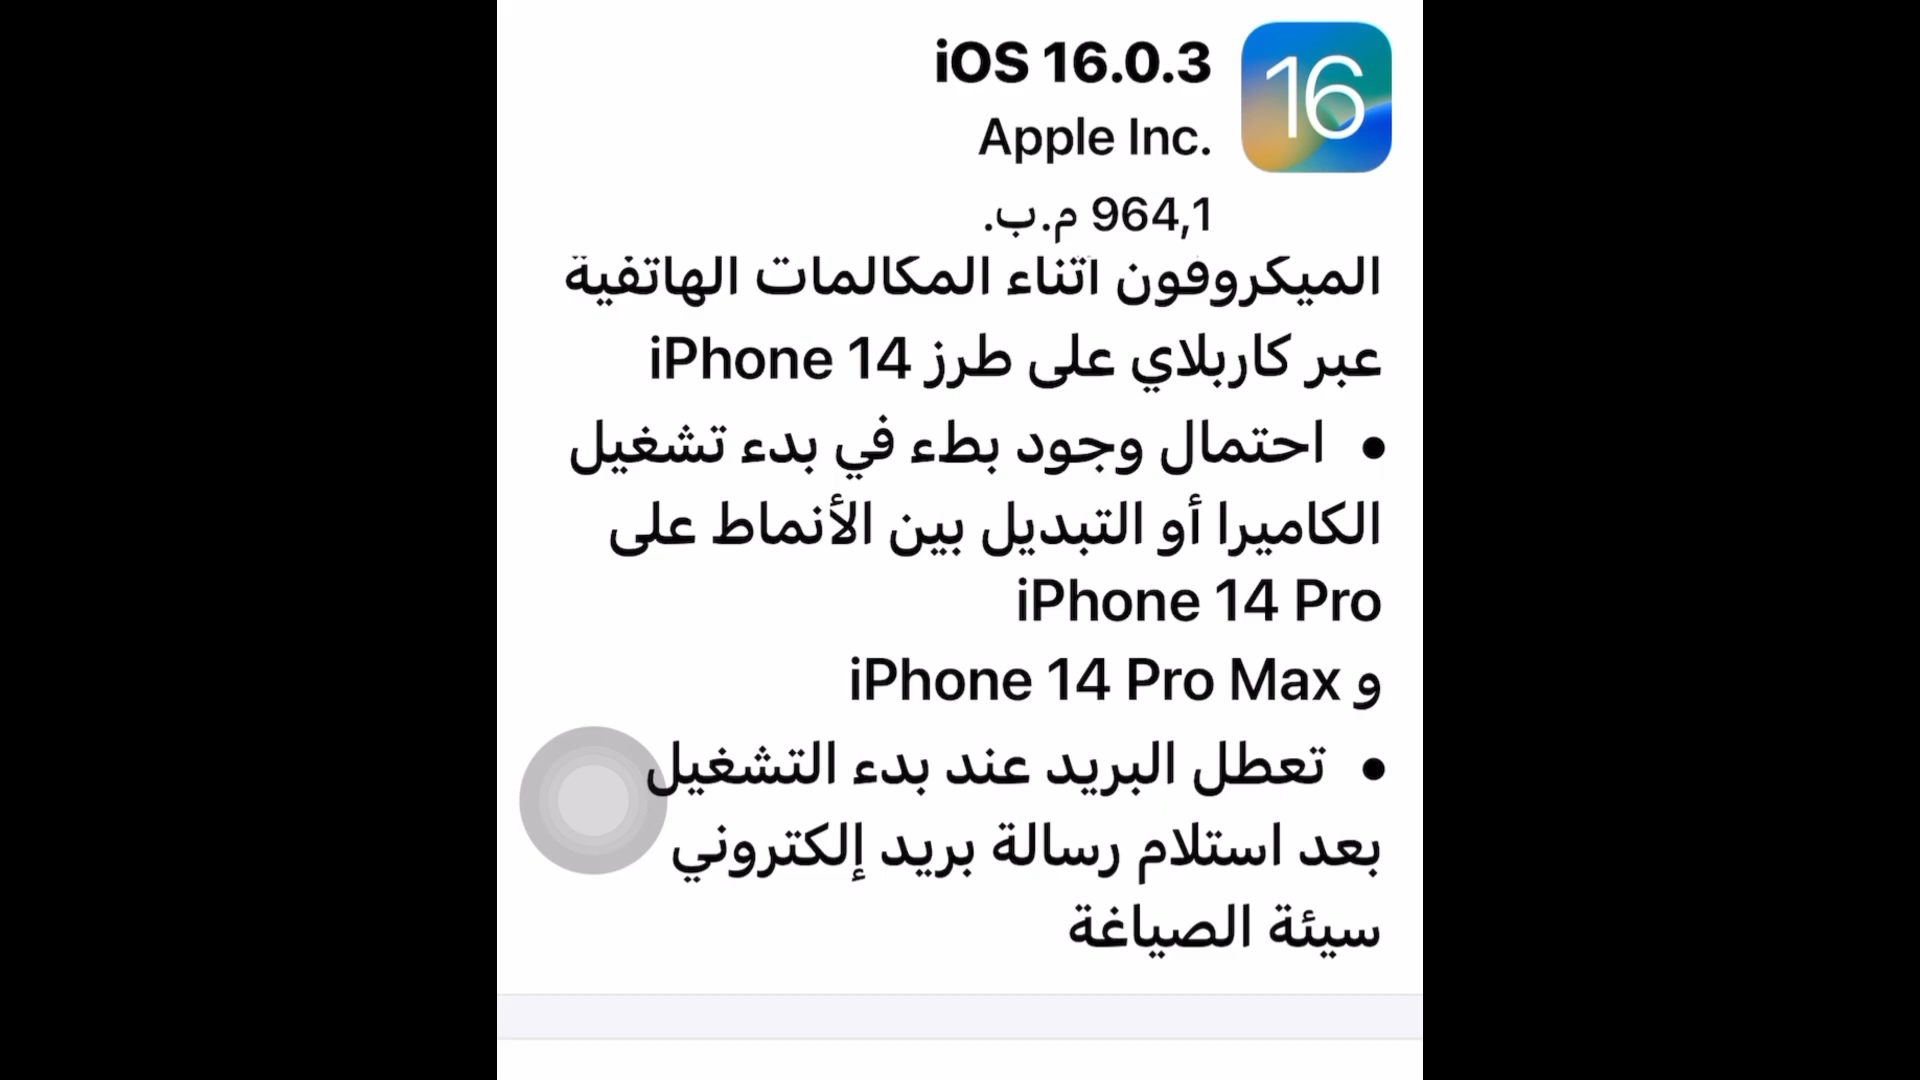 iOS 16.0.3
16
Apple Inc.
964,1 م.ب.
الميكروفون أثناء المكالمات الهاتفية
عبر كاربلاي على طرز iPhone 14
• احتمال وجود بطء في بدء تشغيل
الكاميرا أو التبديل بين الأنماط على
iPhone 14 Pro
و iPhone 14 Pro Max
• تعطل البريد عند بدء التشغيل
بعد استلام رسالة بريد إلكتروني
سيئة الصياغة